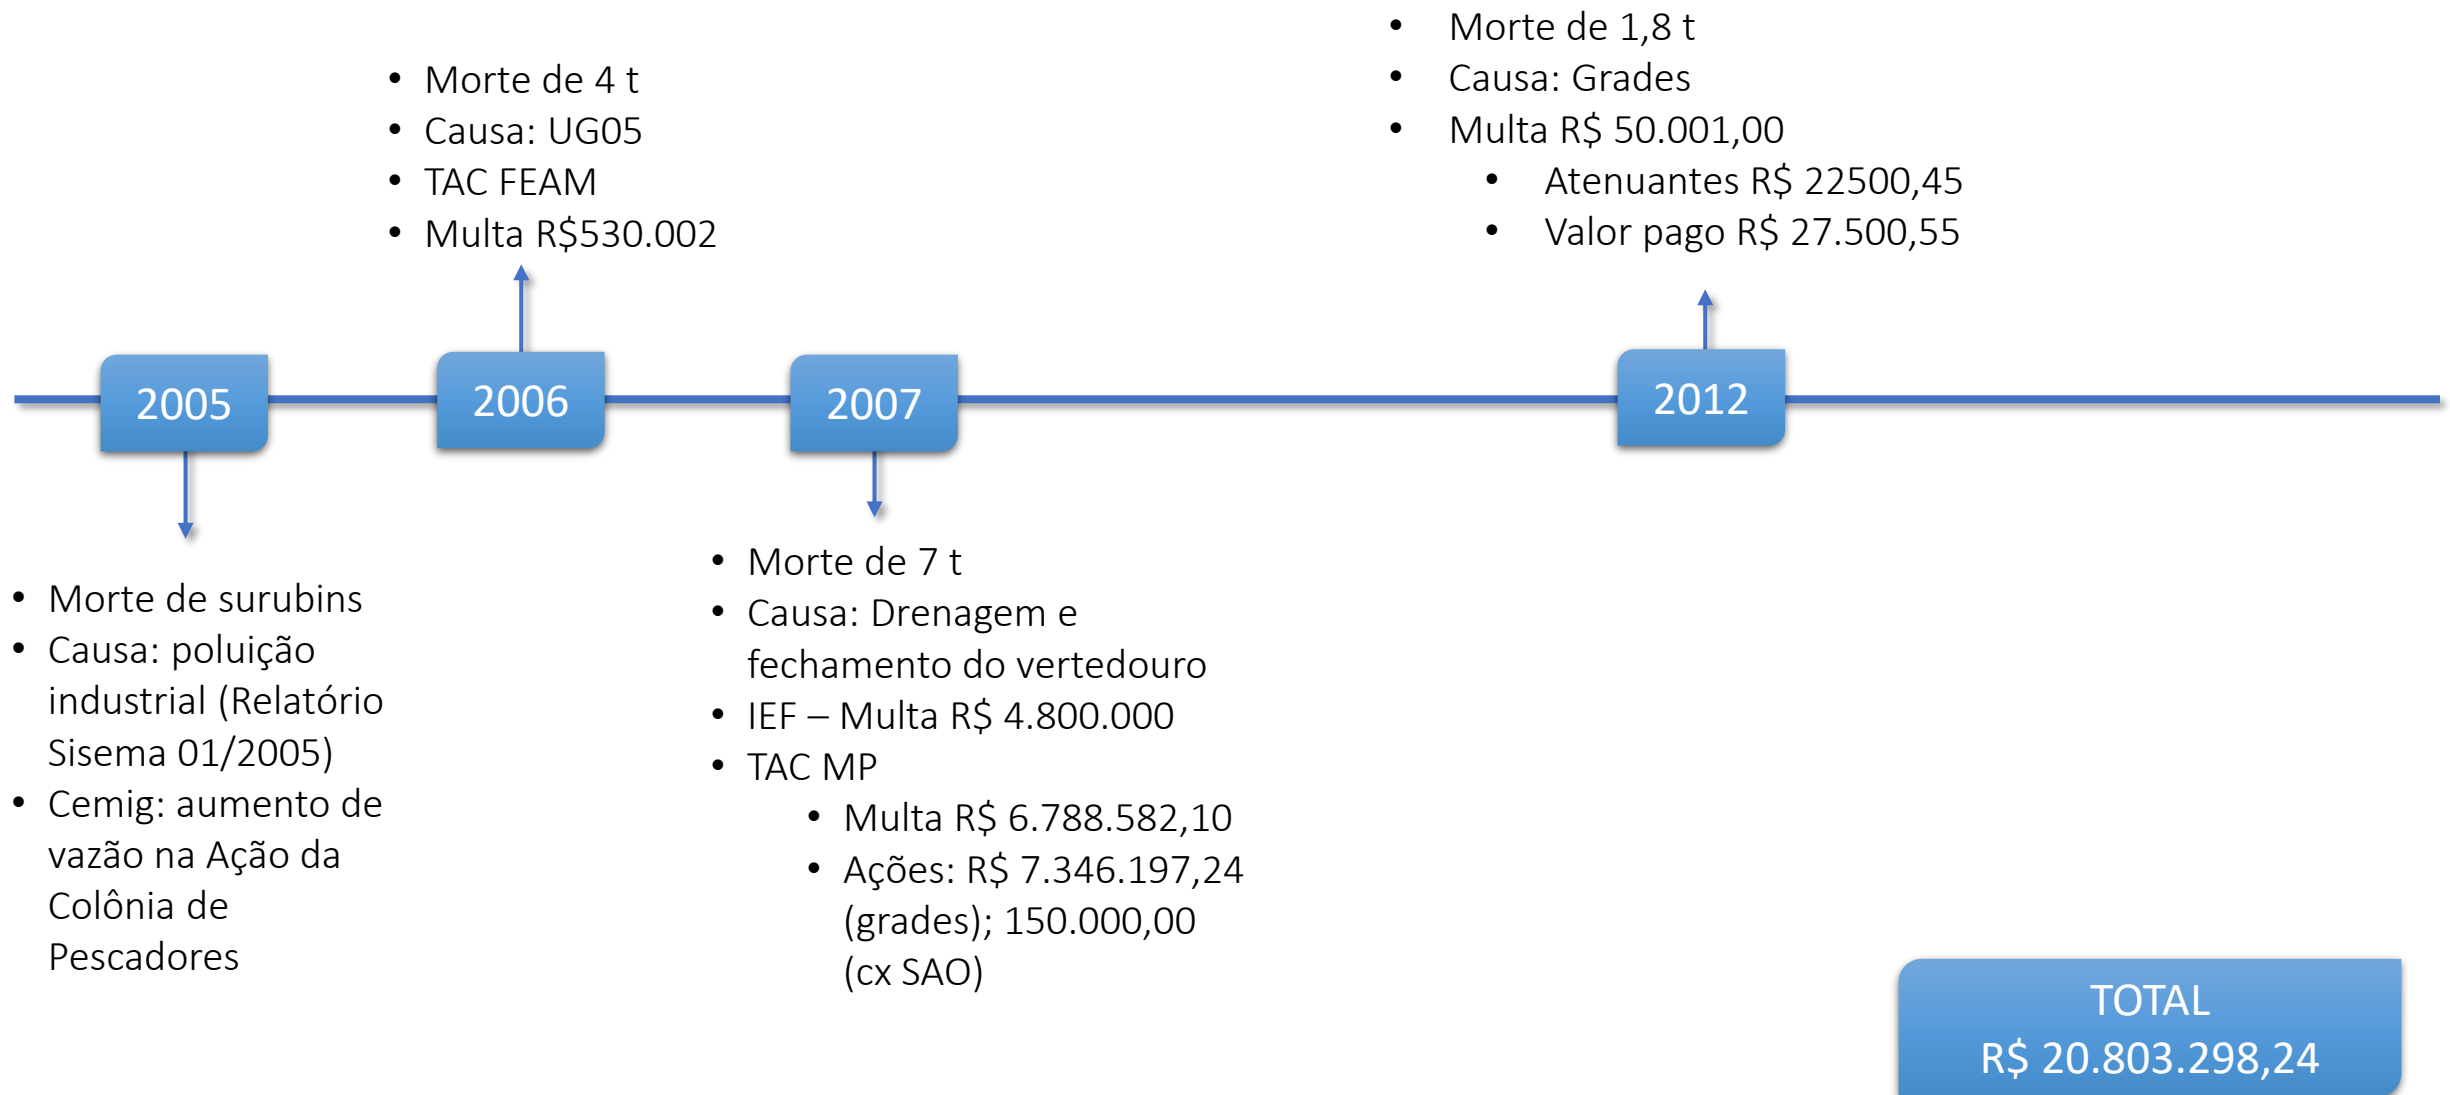 2005
• Morte de surubins
• Causa: poluição
industrial (Relatório
Sisema 01/2005)
• Cemig: aumento de
vazão na Ação da
Colônia de
Pescadores
• Morte de 4 t
• Causa: UG05
• TAC FEAM
• Multa R$530.002
2006
2007
• Morte de 7 t
• Causa: Drenagem e
fechamento do vertedouro
• IEF – Multa R$ 4.800.000
• TAC MP
• Multa R$ 6.788.582,10
• Ações: R$ 7.346.197,24
(grades); 150.000,00
(cx SAO)
• Morte de 1,8 t
• Causa: Grades
• Multa R$ 50.001,00
• Atenuantes R$ 22500,45
• Valor pago R$ 27.500,55
2012
TOTAL
R$ 20.803.298,24